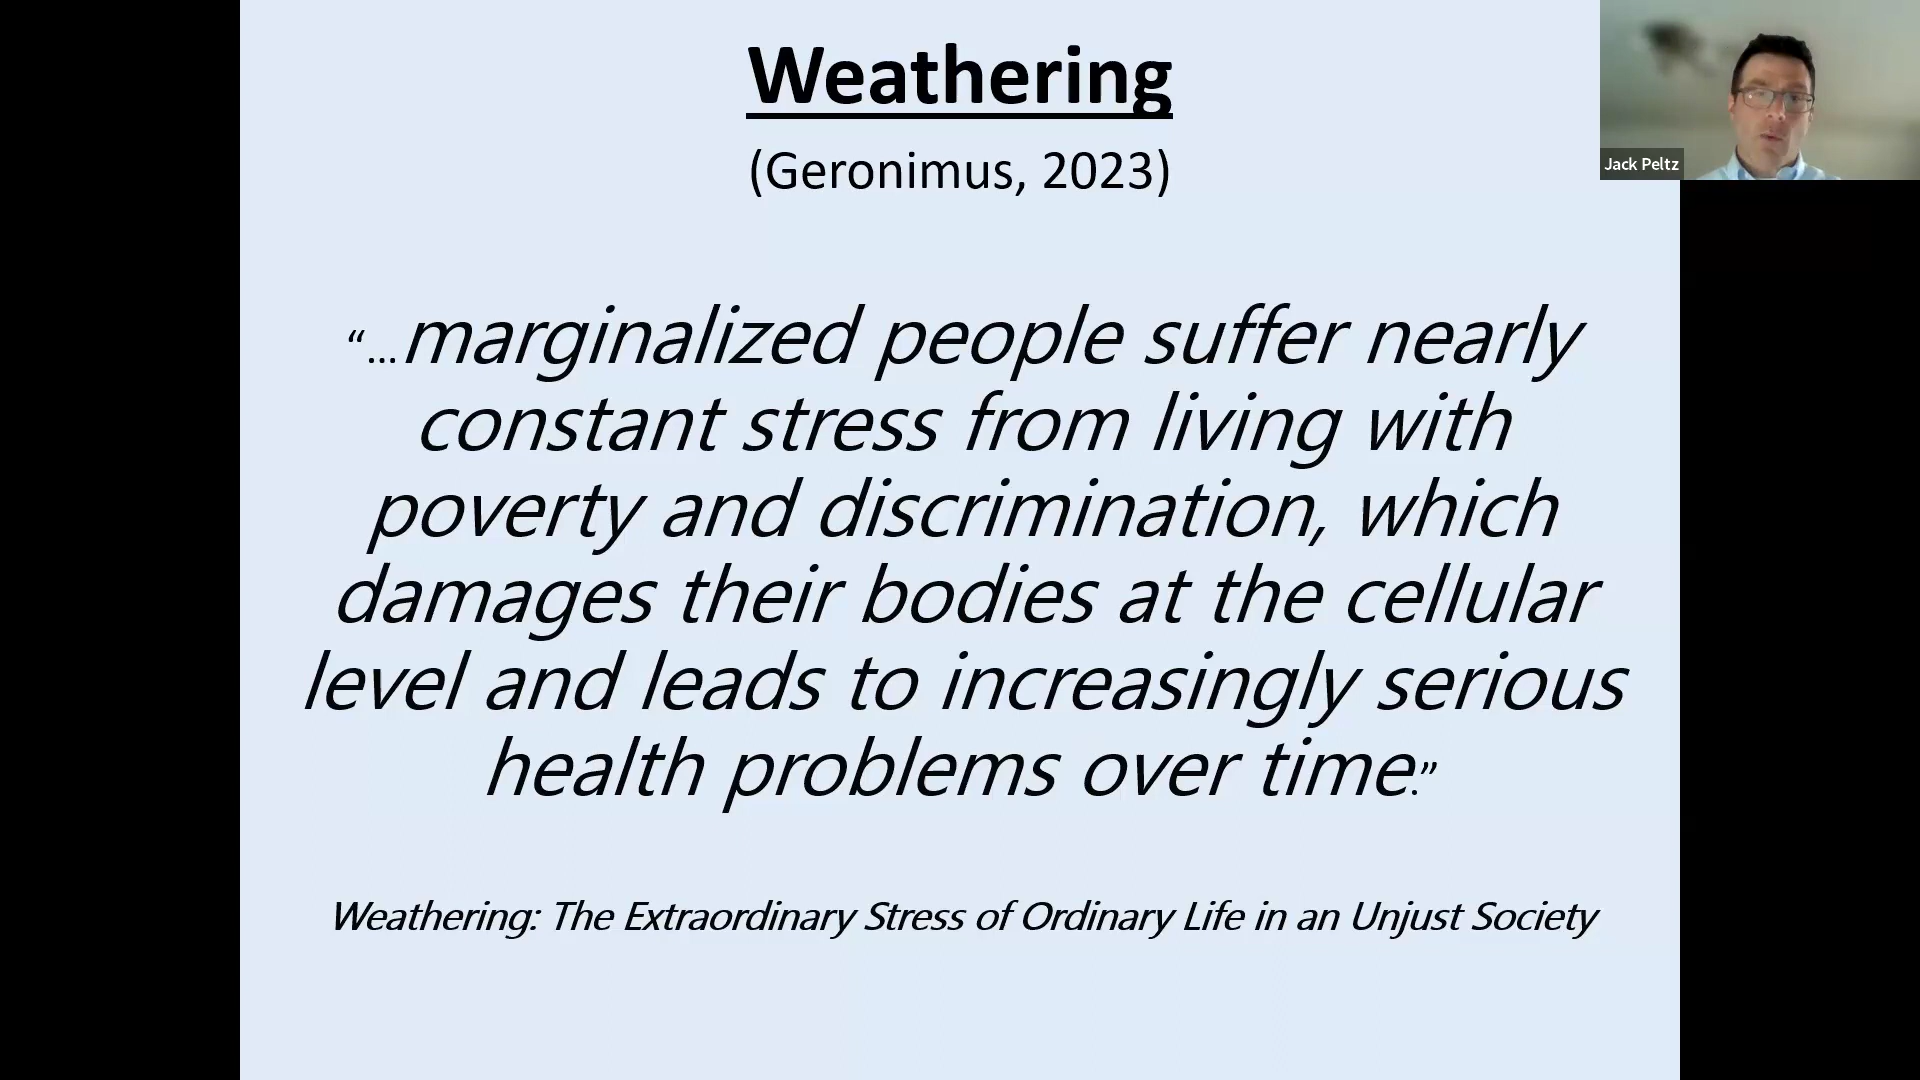 Weathering
(Geronimus, 2023)
Jack Peltz
“...marginalized people suffer nearly
constant stress from living with
poverty and discrimination, which
damages their bodies at the cellular
level and leads to increasingly serious
health problems over time.”
Weathering: The Extraordinary Stress of Ordinary Life in an Unjust Society